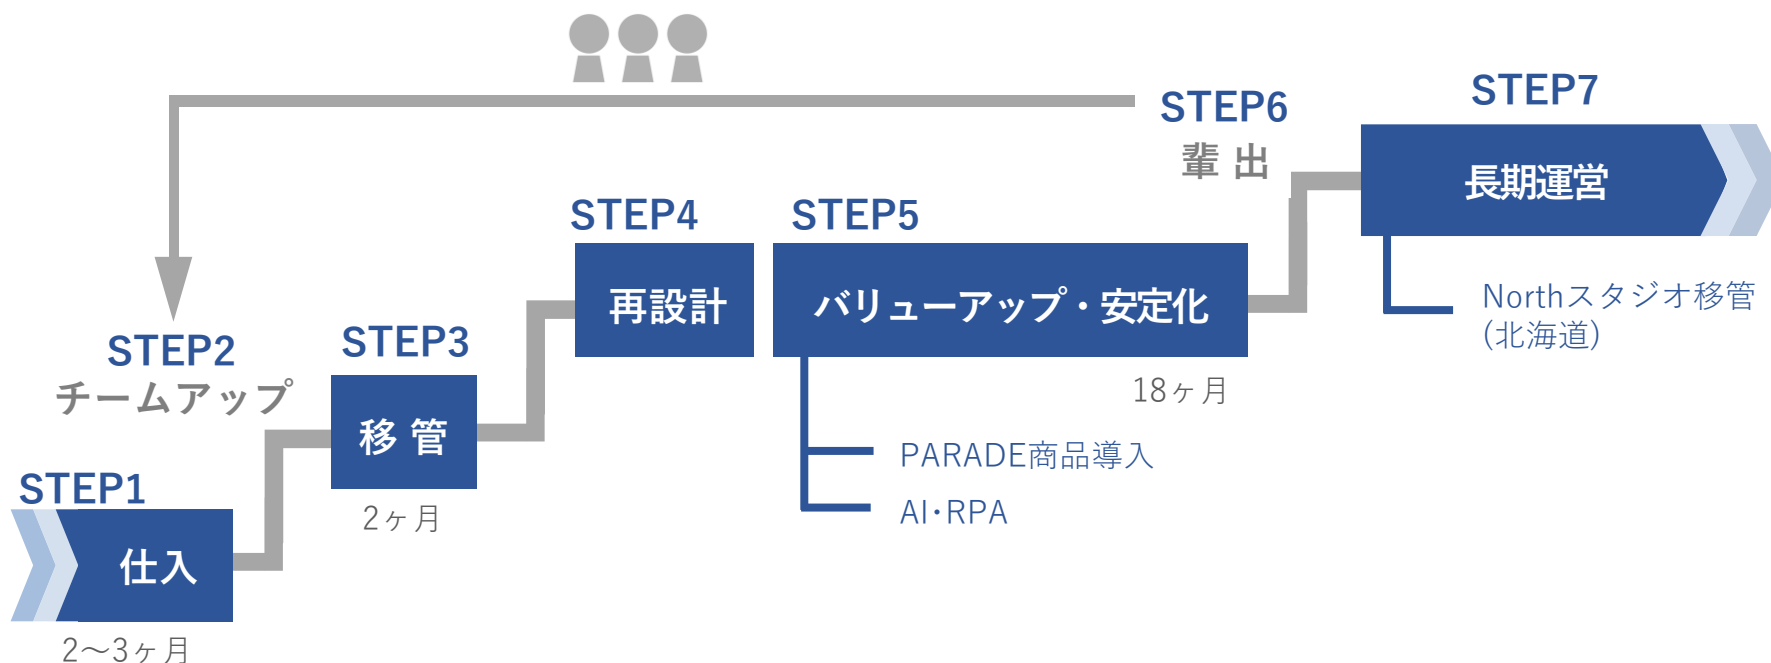 STEP1
仕入
2～3ヶ月
STEP2
チームアップ
STEP3
移 管
2ヶ月
STEP4
再設計
STEP5
バリューアップ・安定化
18ヶ月
PARADE商品導入
AI・RPA
STEP6
輩 出
STEP7
長期運営
Northスタジオ移管
(北海道)